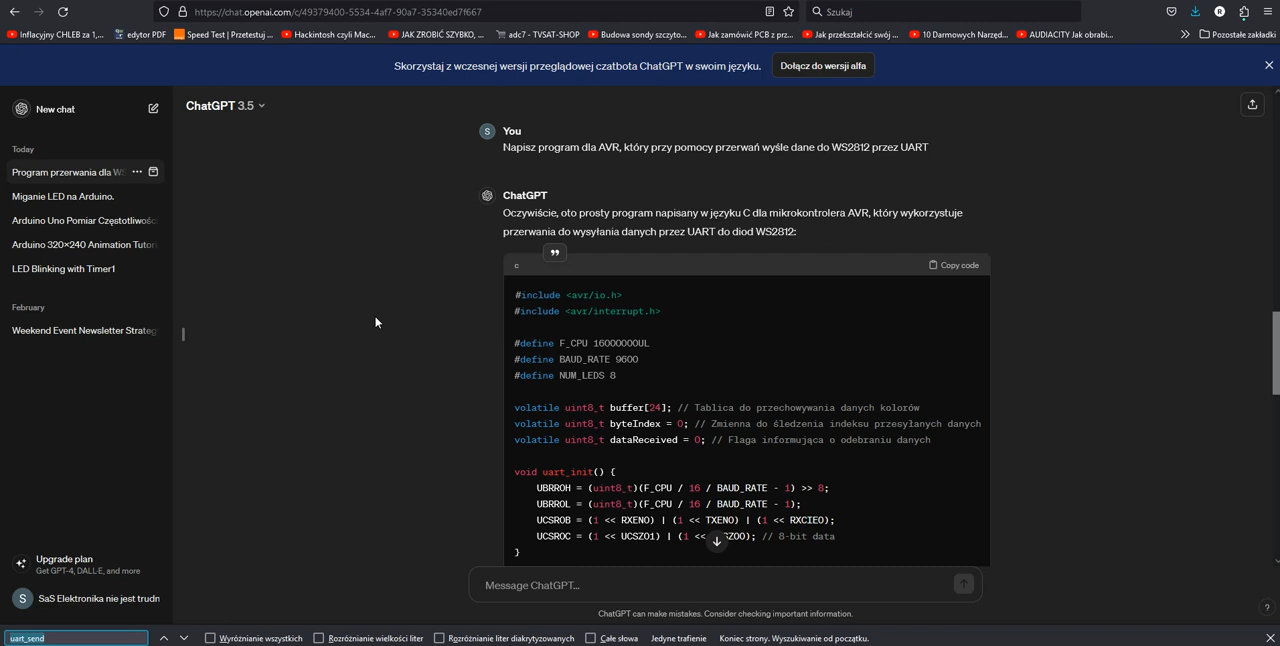 https://chat.openai.com/c/49379400-5534-4af7-90a7-35340ed7f667
Szukaj
Inflacyjny CHLEB za 1,...
edytor PDF
Speed Test | Przetestuj ...
Hackintosh czyli Mac...
JAK ZROBIĆ SZYBKO, ...
adc7 - TVSAT-SHOP
Budowa sondy szczyto...
Jak zamówić PCB z prz...
Jak przekształcić swój ...
10 Darmowych Narzęd...
AUDIACITY Jak obrabi...
Pozostałe zakładki
Skorzystaj z wczesnej wersji przeglądowej czatbota ChatGPT w swoim języku.
Dołącz do wersji alfa
New chat
ChatGPT 3.5
Today
Program przerwania dla WS
Miganie LED na Arduino.
Arduino Uno Pomiar Częstotliwośc
Arduino 320×240 Animation Tutori
LED Blinking with Timer1
February
Weekend Event Newsletter Strateg
Upgrade plan
Get GPT-4, DALL·E, and more
S
SaS Elektronika nie jest trudn
S
You
Napisz program dla AVR, który przy pomocy przerwań wyśle dane do WS2812 przez UART
ChatGPT
Oczywiście, oto prosty program napisany w języku C dla mikrokontrolera AVR, który wykorzystuje
przerwania do wysyłania danych przez UART do diod WS2812:
c
Copy code
#include <avr/io.h>
#include <avr/interrupt.h>
#define F_CPU 16000000UL
#define BAUD_RATE 9600
#define NUM_LEDS 8
volatile uint8_t buffer[24]; // Tablica do przechowywania danych kolorów
volatile uint8_t byteIndex = 0; // Zmienna do śledzenia indeksu przesyłanych danych
volatile uint8_t dataReceived = 0; // Flaga informująca o odebraniu danych
void uart_init() {
UBRR0H = (uint8_t)(F_CPU / 16 / BAUD_RATE - 1) >> 8;
UBRR0L = (uint8_t)(F_CPU / 16 / BAUD_RATE - 1);
UCSR0B = (1 << RXEN0) | (1 << TXEN0) | (1 << RXCIE0);
UCSR0C = (1 << UCSZ01) | (1 << SZ00); // 8-bit data
}
Message ChatGPT...
ChatGPT can make mistakes. Consider checking important information.
?
uart_send
Wyróżnianie wszystkich
Rozróżnianie wielkości liter
Rozróżnianie liter diakrytyzowanych
Całe słowa
Jedyne trafienie
Koniec strony. Wyszukiwanie od początku.